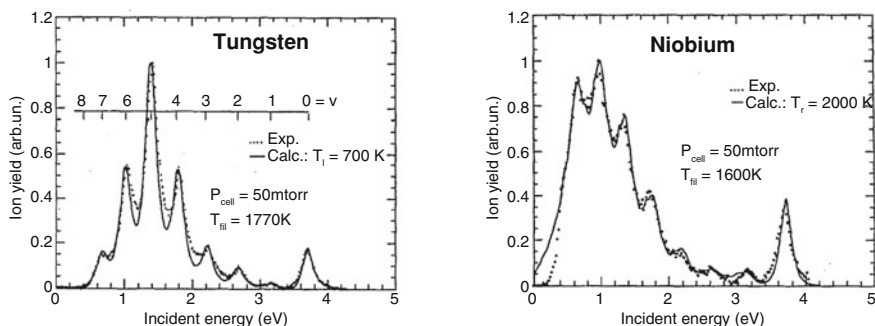 Tungsten
Ion yield (arb.un.)
1.2
1
0.8
0.6
0.4
0.2
0
8 7 6 4 3 2 1 0 = v
Exp.
Calc.: T_l = 700 K
P_cell = 50mtorr
T_fil = 1770K
0 1 2 3 4 5
Incident energy (eV)
Niobium
Ion yield (arb.un.)
1.2
1
0.8
0.6
0.4
0.2
0
Exp.
Calc.: T_r = 2000 K
P_cell = 50mtorr
T_fil = 1600K
0 1 2 3 4 5
Incident energy (eV)